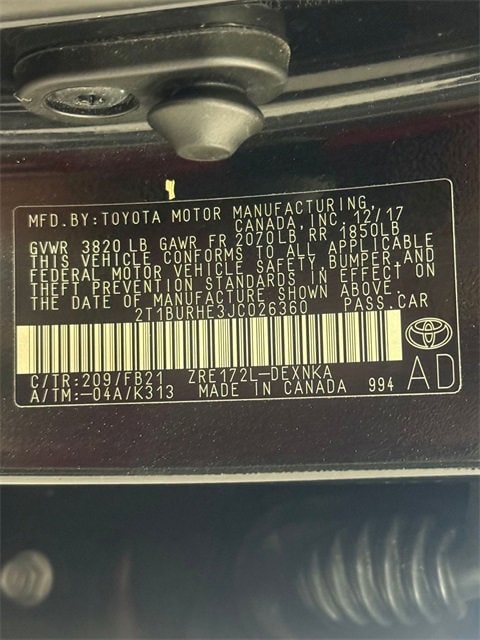 MFD.BY:TOYOTA MOTOR MANUFACTURING,
CANADA,INC. 12/17
GVWR 3820LB GAWR FR 2070LB RR 1850LB
THIS VEHICLE CONFORMS TO ALL APPLICABLE
FEDERAL MOTOR VEHICLE SAFETY, BUMPER,AND
THEFT PREVENTION STANDARDS IN EFFECT ON
THE DATE OF MANUFACTURE SHOWN ABOVE.
2T1BURHE3JC026360 PASS.CAR
C/TR:209/FB21 ZRE172L-DEXNKA
A/TM:-04A/K313 MADE IN CANADA 994 AD